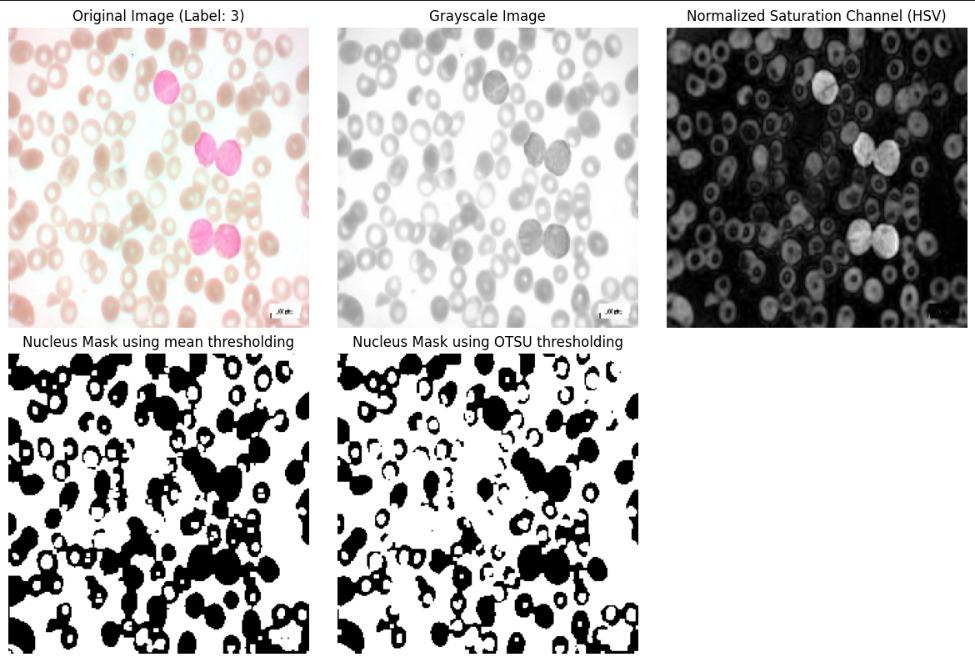 Original Image (Label: 3)
Grayscale Image
Normalized Saturation Channel (HSV)
Nucleus Mask using mean thresholding
Nucleus Mask using OTSU thresholding